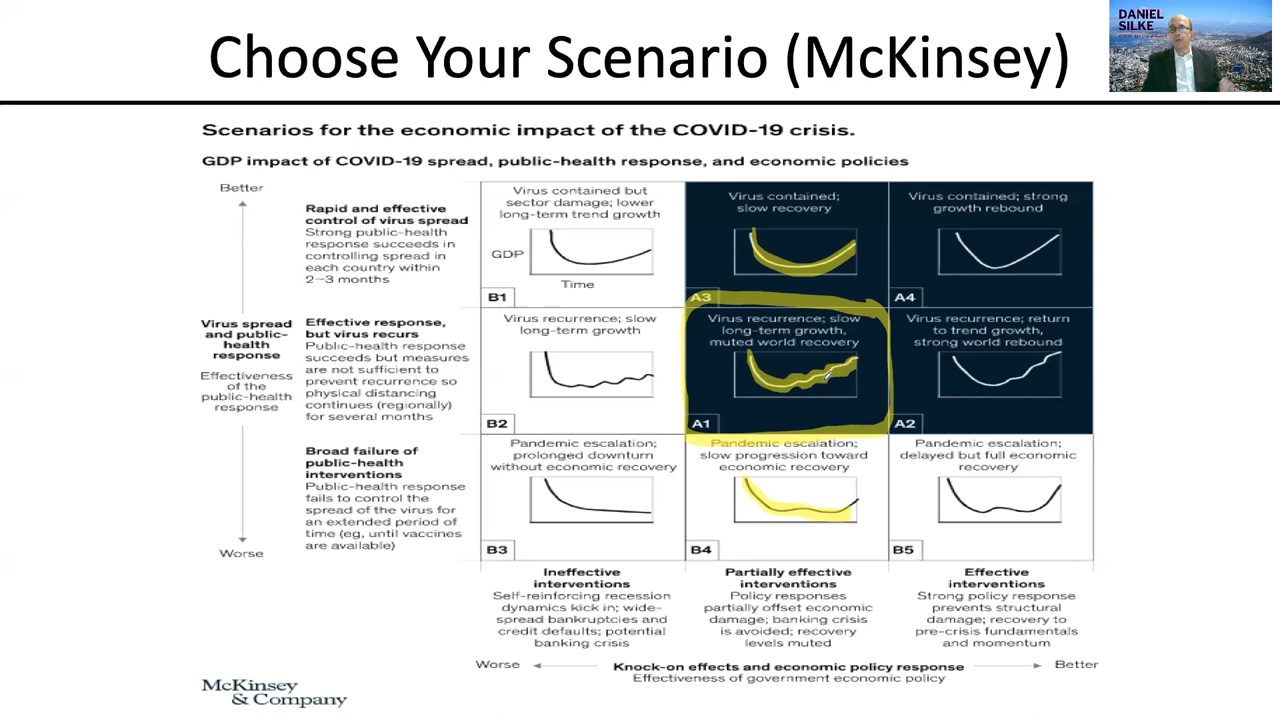 DANIEL
SILKE
Choose Your Scenario (McKinsey)
Scenarios for the economic impact of the COVID-19 crisis.
GDP impact of COVID-19 spread, public-health response, and economic policies
Better
Virus spread
and public-
health
response
Effectiveness
of the
public-health
response
Worse
Rapid and effective
control of virus spread
Strong public-health
response succeeds in
controlling spread in
each country within
2–3 months
Virus contained but
sector damage; lower
long-term trend growth
GDP
Time
B1
Virus contained;
slow recovery
A3
Virus contained; strong
growth rebound
A4
Effective response,
but virus recurs
Public-health response
succeeds but measures
are not sufficient to
prevent recurrence so
physical distancing
continues (regionally)
for several months
Virus recurrence; slow
long-term growth
B2
Virus recurrence; slow
long-term growth,
muted world recovery
A1
Virus recurrence; return
to trend growth,
strong world rebound
A2
Broad failure of
public-health
interventions
Public-health response
fails to control the
spread of the virus for
an extended period of
time (eg, until vaccines
are available)
Pandemic escalation;
prolonged downturn
without economic recovery
B3
Pandemic escalation;
slow progression toward
economic recovery
B4
Pandemic escalation;
delayed but full economic
recovery
B5
Ineffective
interventions
Self-reinforcing recession
dynamics kick in; wide-
spread bankruptcies and
credit defaults; potential
banking crisis
Partially effective
interventions
Policy responses
partially offset economic
damage; banking crisis
is avoided; recovery
levels muted
Effective
interventions
Strong policy response
prevents structural
damage; recovery to
pre-crisis fundamentals
and momentum
Worse
Knock-on effects and economic policy response
Effectiveness of government economic policy
Better
McKinsey
& Company